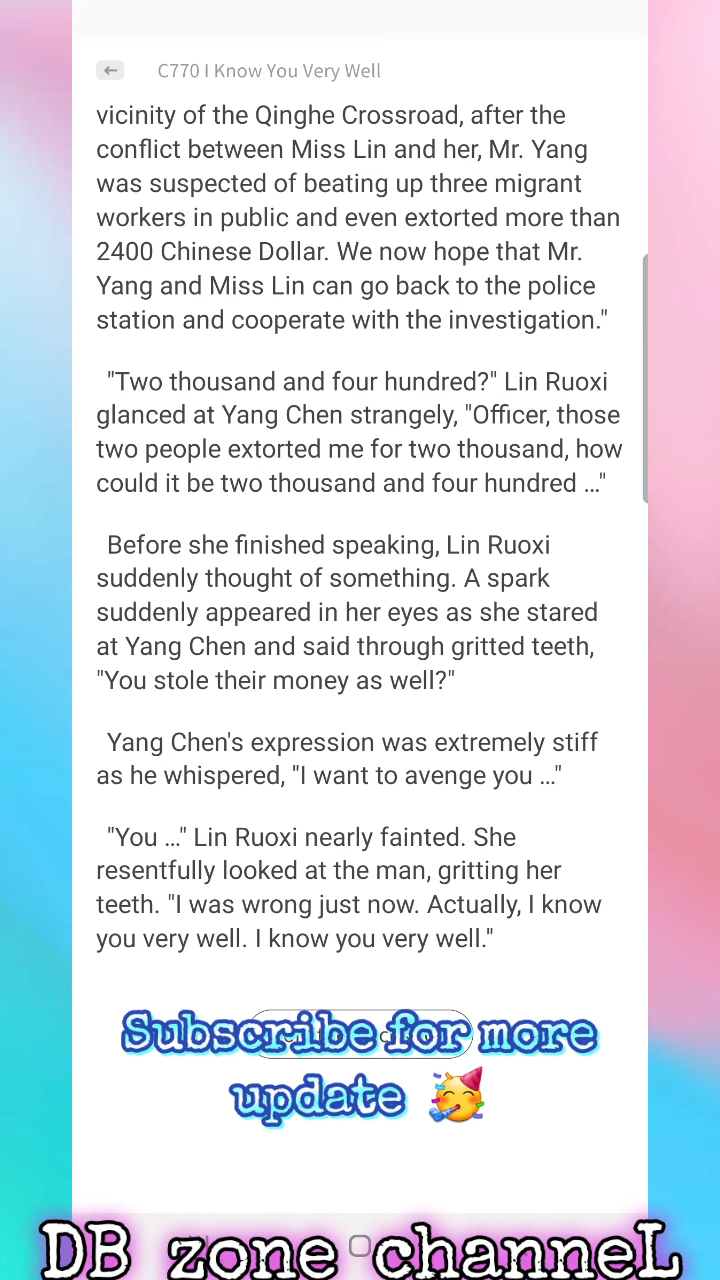 C770 I Know You Very Well
vicinity of the Qinghe Crossroad, after the
conflict between Miss Lin and her, Mr. Yang
was suspected of beating up three migrant
workers in public and even extorted more than
2400 Chinese Dollar. We now hope that Mr.
Yang and Miss Lin can go back to the police
station and cooperate with the investigation."
"Two thousand and four hundred?" Lin Ruoxi
glanced at Yang Chen strangely, "Officer, those
two people extorted me for two thousand, how
could it be two thousand and four hundred …"
Before she finished speaking, Lin Ruoxi
suddenly thought of something. A spark
suddenly appeared in her eyes as she stared
at Yang Chen and said through gritted teeth,
"You stole their money as well?"
Yang Chen's expression was extremely stiff
as he whispered, "I want to avenge you …"
"You …" Lin Ruoxi nearly fainted. She
resentfully looked at the man, gritting her
teeth. "I was wrong just now. Actually, I know
you very well. I know you very well."
Subscribe for more
update 🥳
DB zone channeL